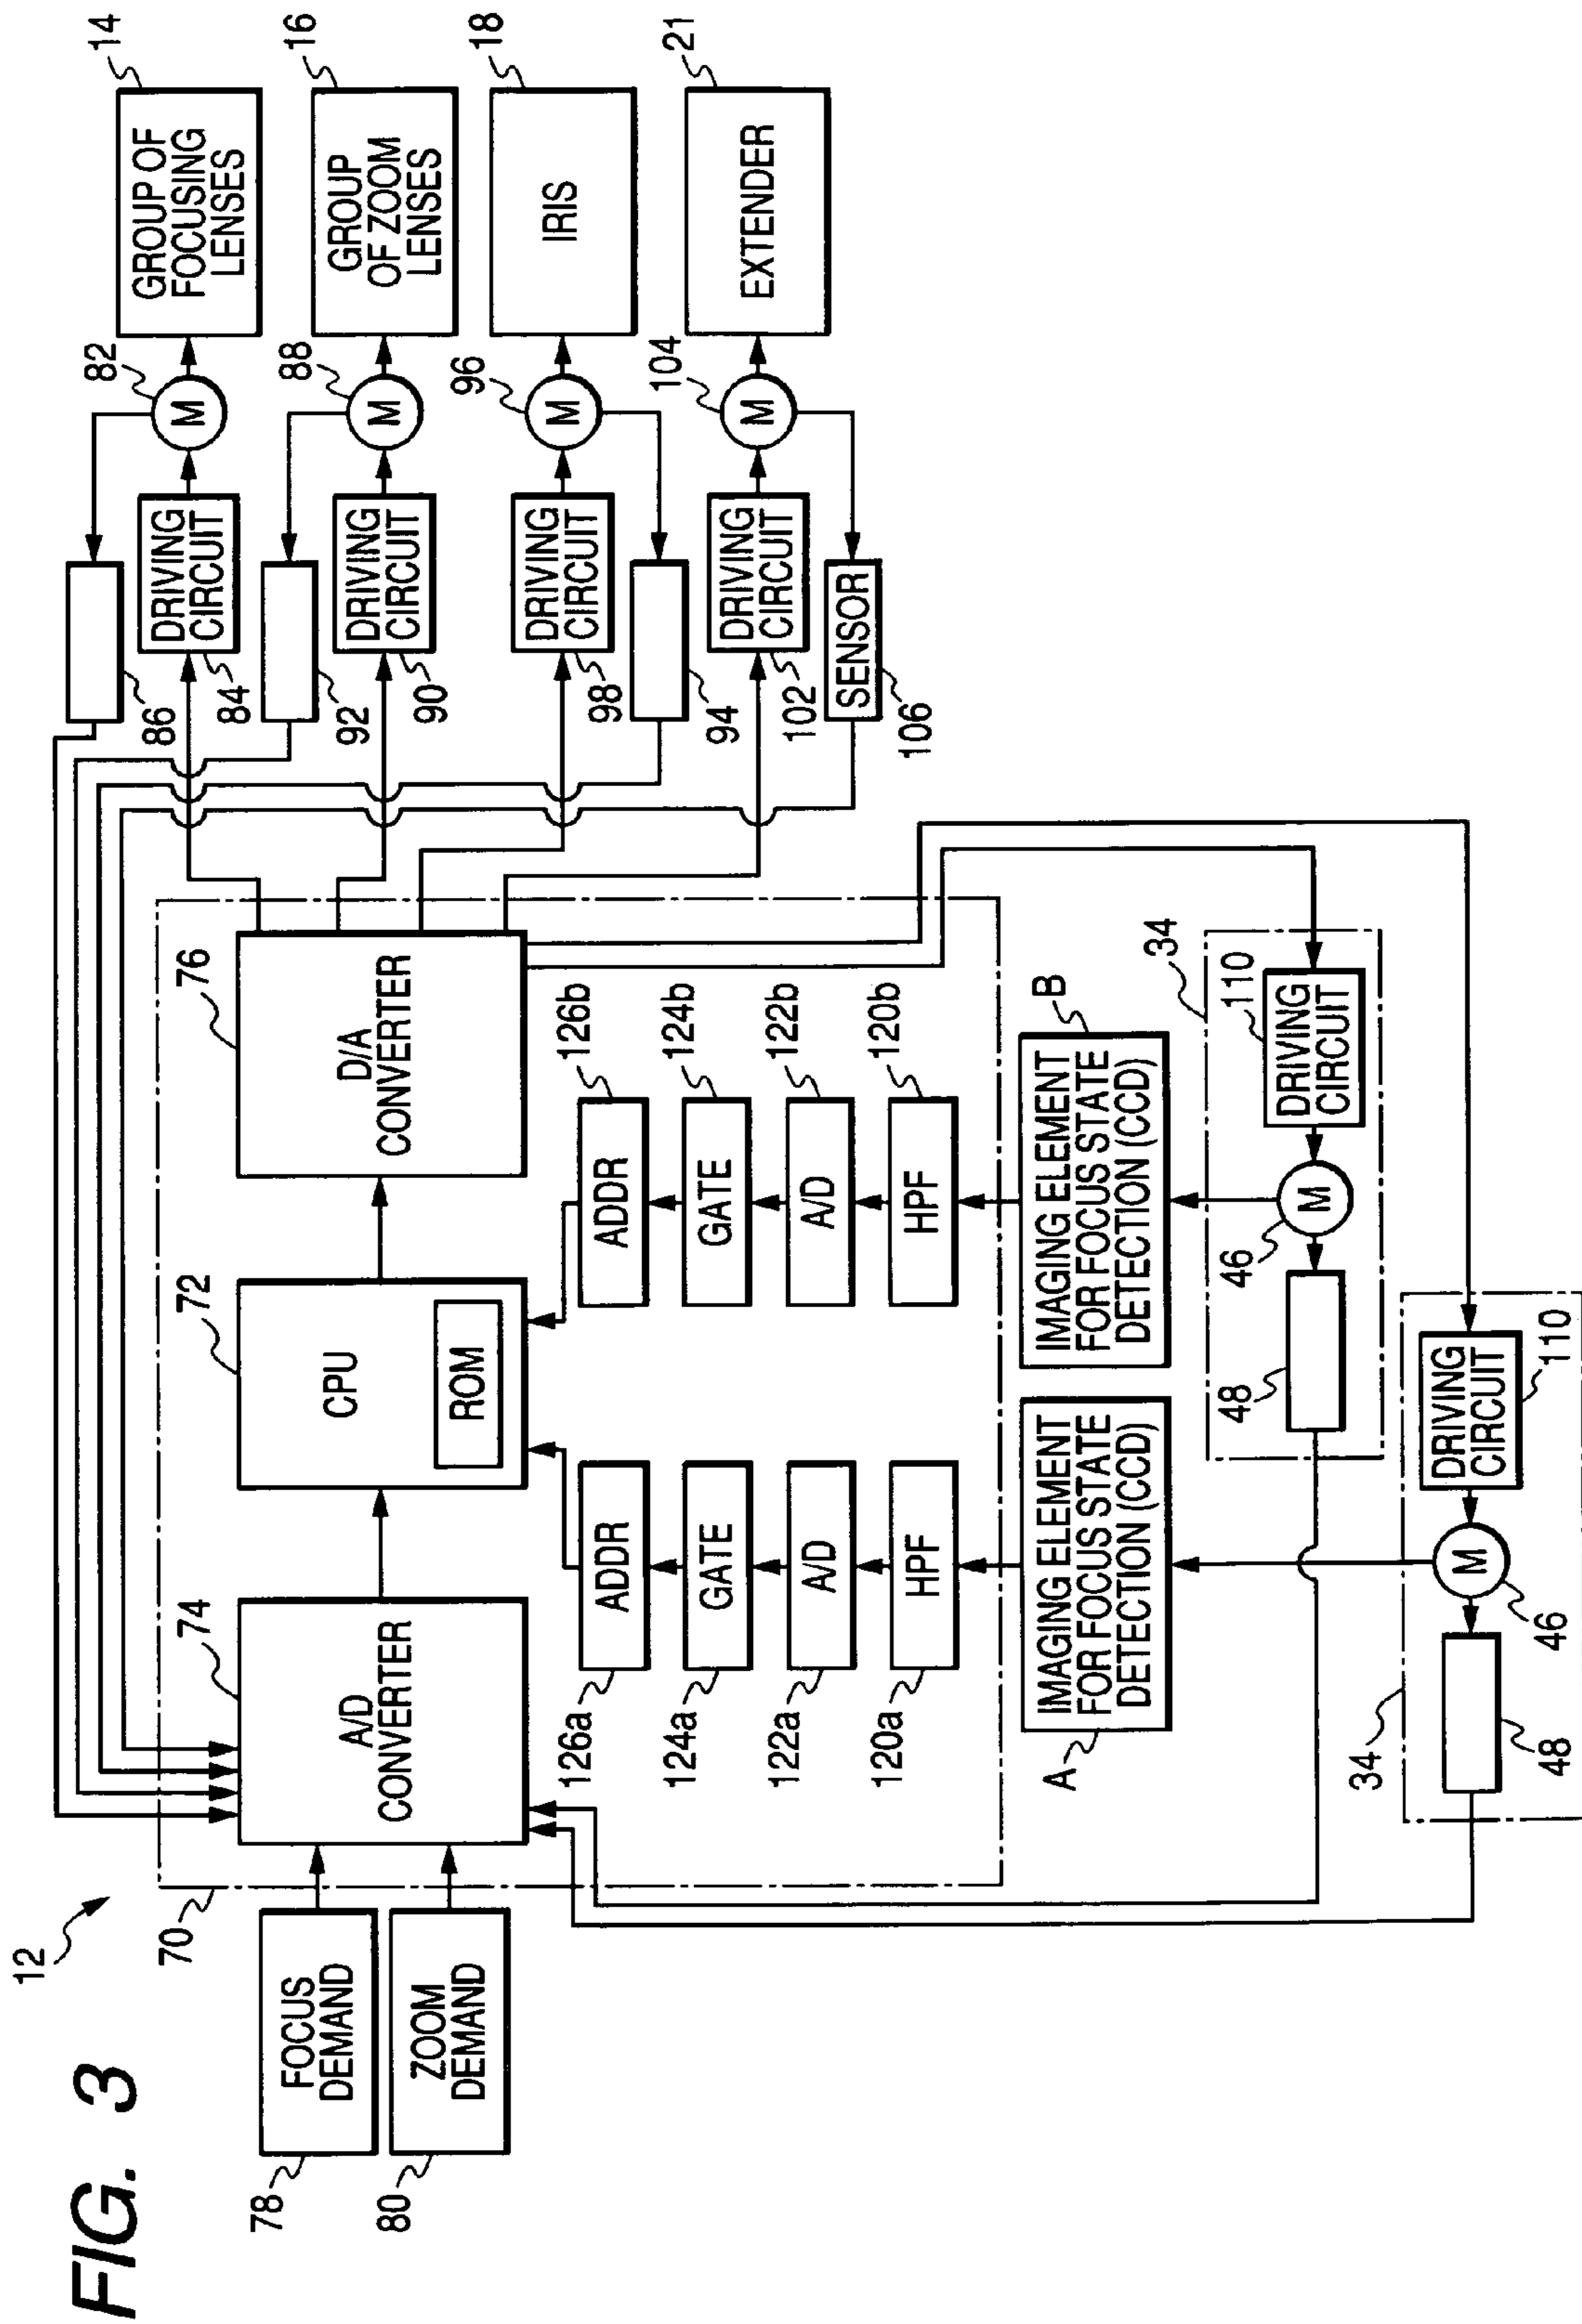 FIG. 3
12
70
78
FOCUS
DEMAND
80
ZOOM
DEMAND
74
A/D
CONVERTER
72
CPU
ROM
76
D/A
CONVERTER
126a
ADDR
124a
GATE
122a
A/D
120a
HPF
126b
ADDR
124b
GATE
122b
A/D
120b
HPF
A
IMAGING ELEMENT
FOR FOCUS STATE
DETECTION (CCD)
B
IMAGING ELEMENT
FOR FOCUS STATE
DETECTION (CCD)
34
110
DRIVING
CIRCUIT
M
46
48
34
DRIVING
CIRCUIT
110
M
46
48
86
84
DRIVING
CIRCUIT
82
M
14
GROUP OF
FOCUSING
LENSES
92
90
DRIVING
CIRCUIT
88
M
16
GROUP
OF ZOOM
LENSES
98
DRIVING
CIRCUIT
96
M
18
IRIS
94
102
DRIVING
CIRCUIT
104
M
21
EXTENDER
106
SENSOR